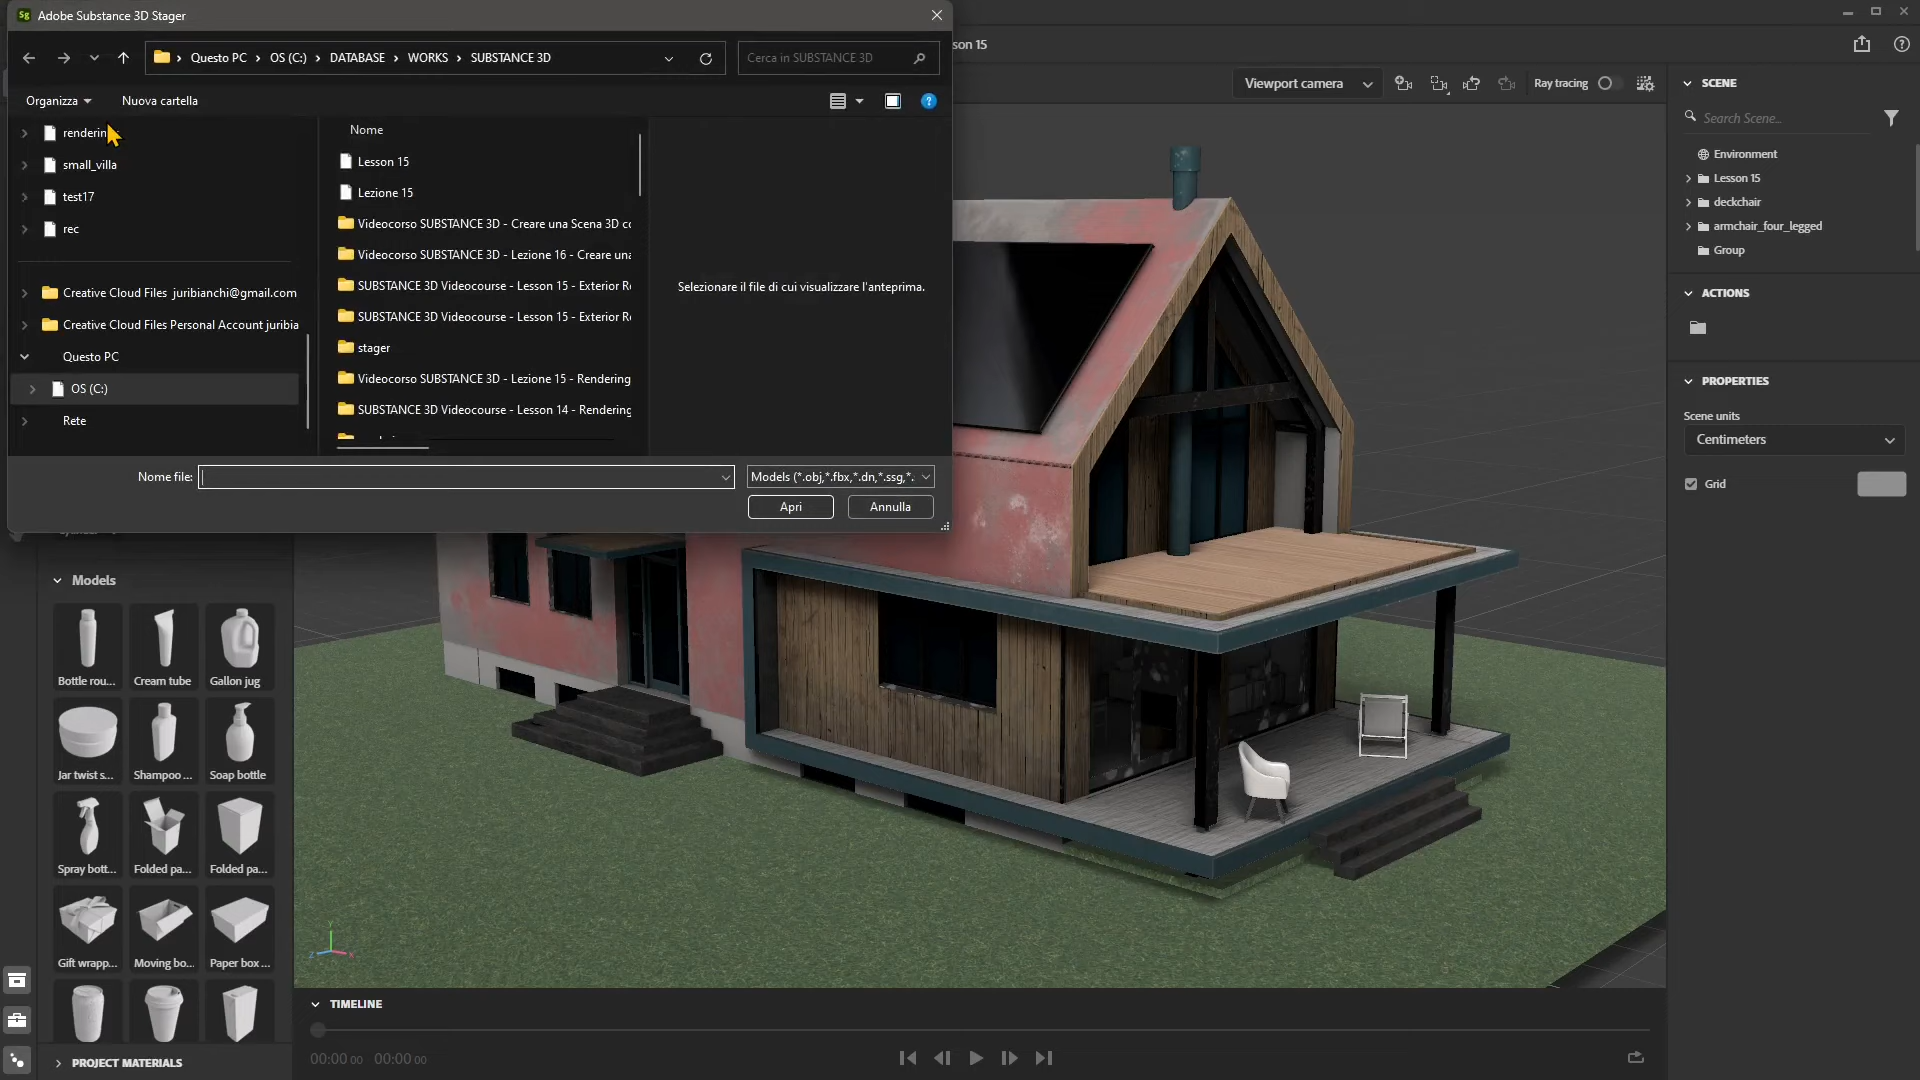 Adobe Substance 3D Stager
Questo PC
OS (C:)
DATABASE
WORKS
SUBSTANCE 3D
Cerca in SUBSTANCE 3D
Organizza
Nuova cartella
small_villa
test17
rec
Creative Cloud Files juribianchi@gmail.com
Creative Cloud Files Personal Account juribia
Questo PC
OS (C:)
Rete
Nome
Lesson 15
Lezione 15
Videocorso SUBSTANCE 3D - Creare una Scena 3D co
Videocorso SUBSTANCE 3D - Lezione 16 - Creare una
SUBSTANCE 3D Videocourse - Lesson 15 - Exterior Re
SUBSTANCE 3D Videocourse - Lesson 15 - Exterior Re
stager
Videocorso SUBSTANCE 3D - Lezione 15 - Rendering
SUBSTANCE 3D Videocourse - Lesson 14 - Rendering
Selezionare il file di cui visualizzare l'anteprima.
Nome file:
Models (*.obj,*.fbx,*.dn,*.ssg,*.
Apri
Annulla
son 15
Viewport camera
Ray tracing
SCENE
Search Scene...
Environment
Lesson 15
deckchair
armchair_four_legged
Group
ACTIONS
PROPERTIES
Scene units
Centimeters
Grid
Models
Bottle rou...
Cream tube
Gallon jug
Jar twist s...
Shampoo ...
Soap bottle
Spray bott...
Folded pa...
Folded pa...
Gift wrapp...
Moving bo...
Paper box ...
PROJECT MATERIALS
TIMELINE
00:00 00
00:00 00